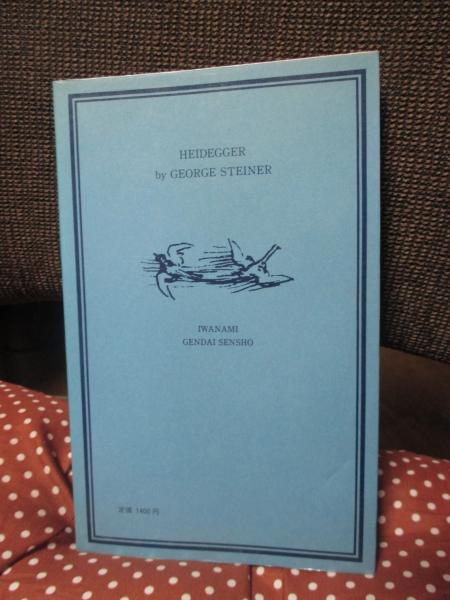 HEIDEGGER
by GEORGE STEINER
IWANAMI
GENDAI SENSHO
定価 1400 円